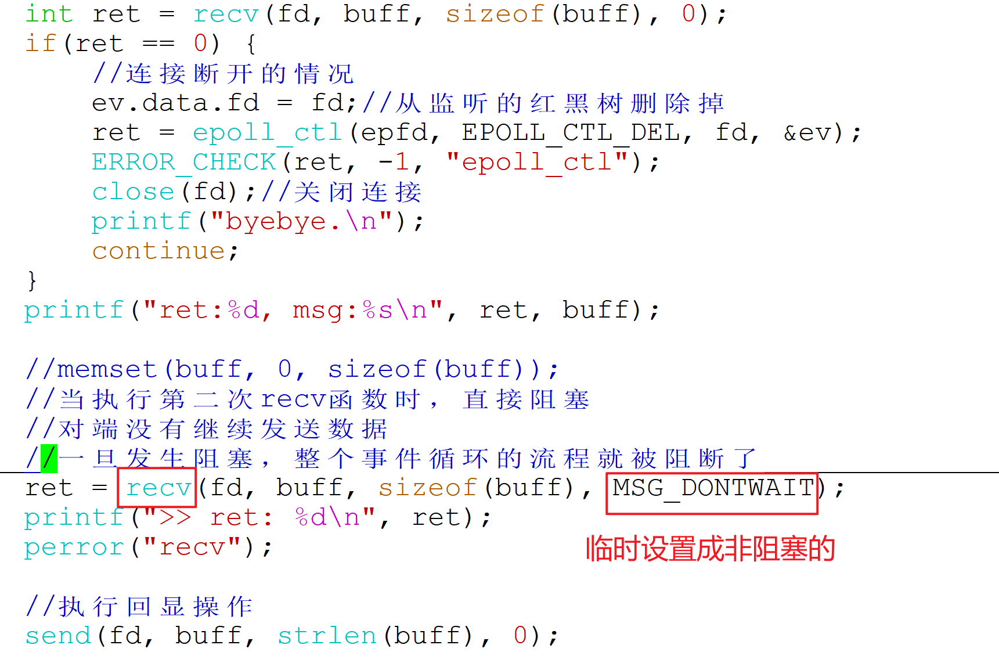 int ret = recv(fd, buff, sizeof(buff), 0);
if(ret == 0) {
//连接断开的情况
ev.data.fd = fd;//从监听的红黑树删除掉
ret = epoll_ctl(epfd, EPOLL_CTL_DEL, fd, &ev);
ERROR_CHECK(ret, -1, "epoll_ctl");
close(fd);//关闭连接
printf("byebye.\n");
continue;
}
printf("ret:%d, msg:%s\n", ret, buff);
//memset(buff, 0, sizeof(buff));
//当执行第二次recv函数时，直接阻塞
//对端没有继续发送数据
//一旦发生阻塞，整个事件循环的流程就被阻断了
ret = recv(fd, buff, sizeof(buff), MSG_DONTWAIT);
printf(">> ret: %d\n", ret);
perror("recv");
临时设置成非阻塞的
//执行回显操作
send(fd, buff, strlen(buff), 0);